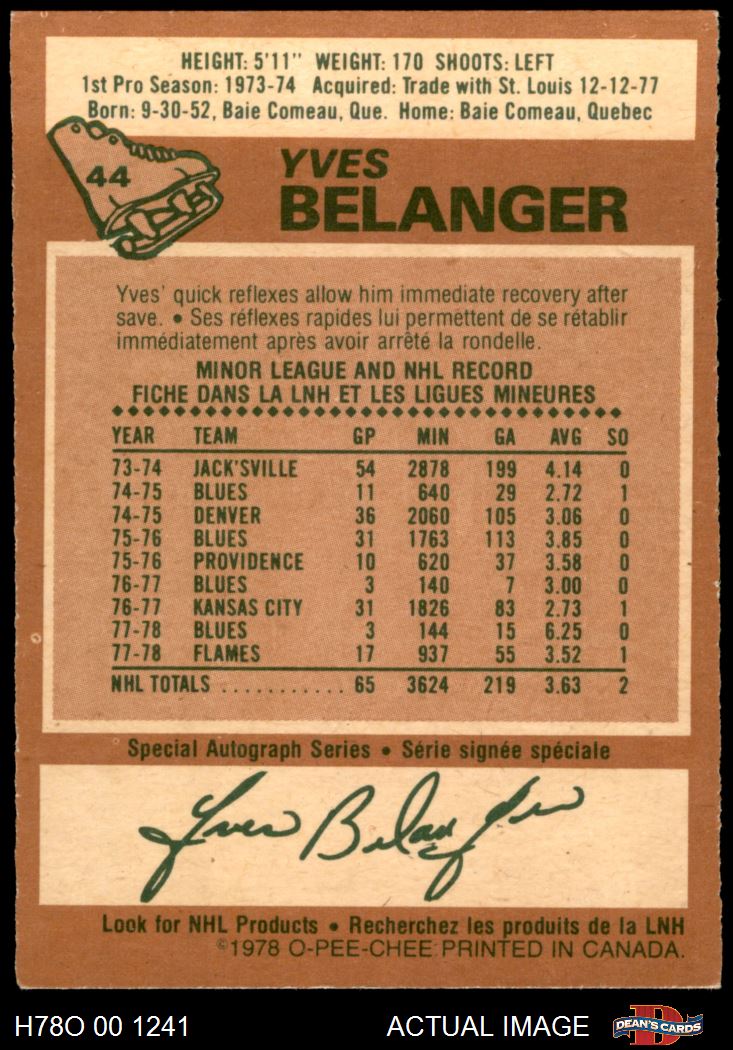 HEIGHT: 5'11" WEIGHT: 170 SHOOTS: LEFT
1st Pro Season: 1973-74 Acquired: Trade with St. Louis 12-12-77
Born: 9-30-52, Baie Comeau, Que. Home: Baie Comeau, Quebec
44
YVES
BELANGER
Yves' quick reflexes allow him immediate recovery after
save. • Ses réflexes rapides lui permettent de se rétablir
immédiatement après avoir arrêté la rondelle.
MINOR LEAGUE AND NHL RECORD
FICHE DANS LA LNH ET LES LIGUES MINEURES
YEAR TEAM GP MIN GA AVG SO
73-74 JACK'SVILLE 54 2878 199 4.14 0
74-75 BLUES 11 640 29 2.72 1
74-75 DENVER 36 2060 105 3.06 0
75-76 BLUES 31 1763 113 3.85 0
75-76 PROVIDENCE 10 620 37 3.58 0
76-77 BLUES 3 140 7 3.00 0
76-77 KANSAS CITY 31 1826 83 2.73 1
77-78 BLUES 3 144 15 6.25 0
77-78 FLAMES 17 937 55 3.52 1
NHL TOTALS ........... 65 3624 219 3.63 2
Special Autograph Series • Série signée spéciale
Yves Belanger
Look for NHL Products • Recherchez les produits de la LNH
©1978 O-PEE-CHEE PRINTED IN CANADA.
H78O 00 1241 ACTUAL IMAGE
D
DEAN'S CARDS